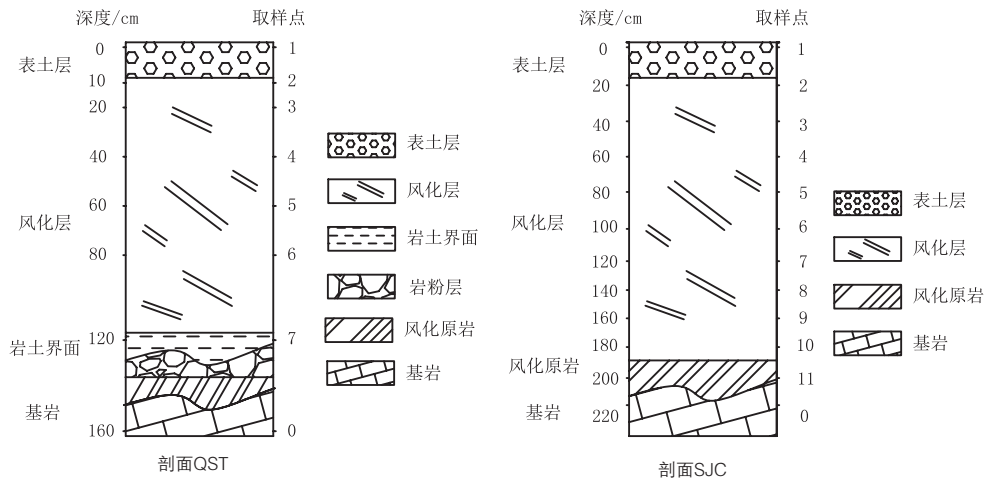 深度/cm 取样点
0 1
表土层
10 2
20 3
40 4
风化层
60 5
80 6
岩土界面
120 7
基岩
160 0
剖面QST
表土层
风化层
岩土界面
岩粉层
风化原岩
基岩
深度/cm 取样点
0 1
表土层
20 2
40 3
60 4
80 5
风化层
100 6
120 7
140 8
160 9
180 10
风化原岩
200 11
基岩
220 0
剖面SJC
表土层
风化层
风化原岩
基岩